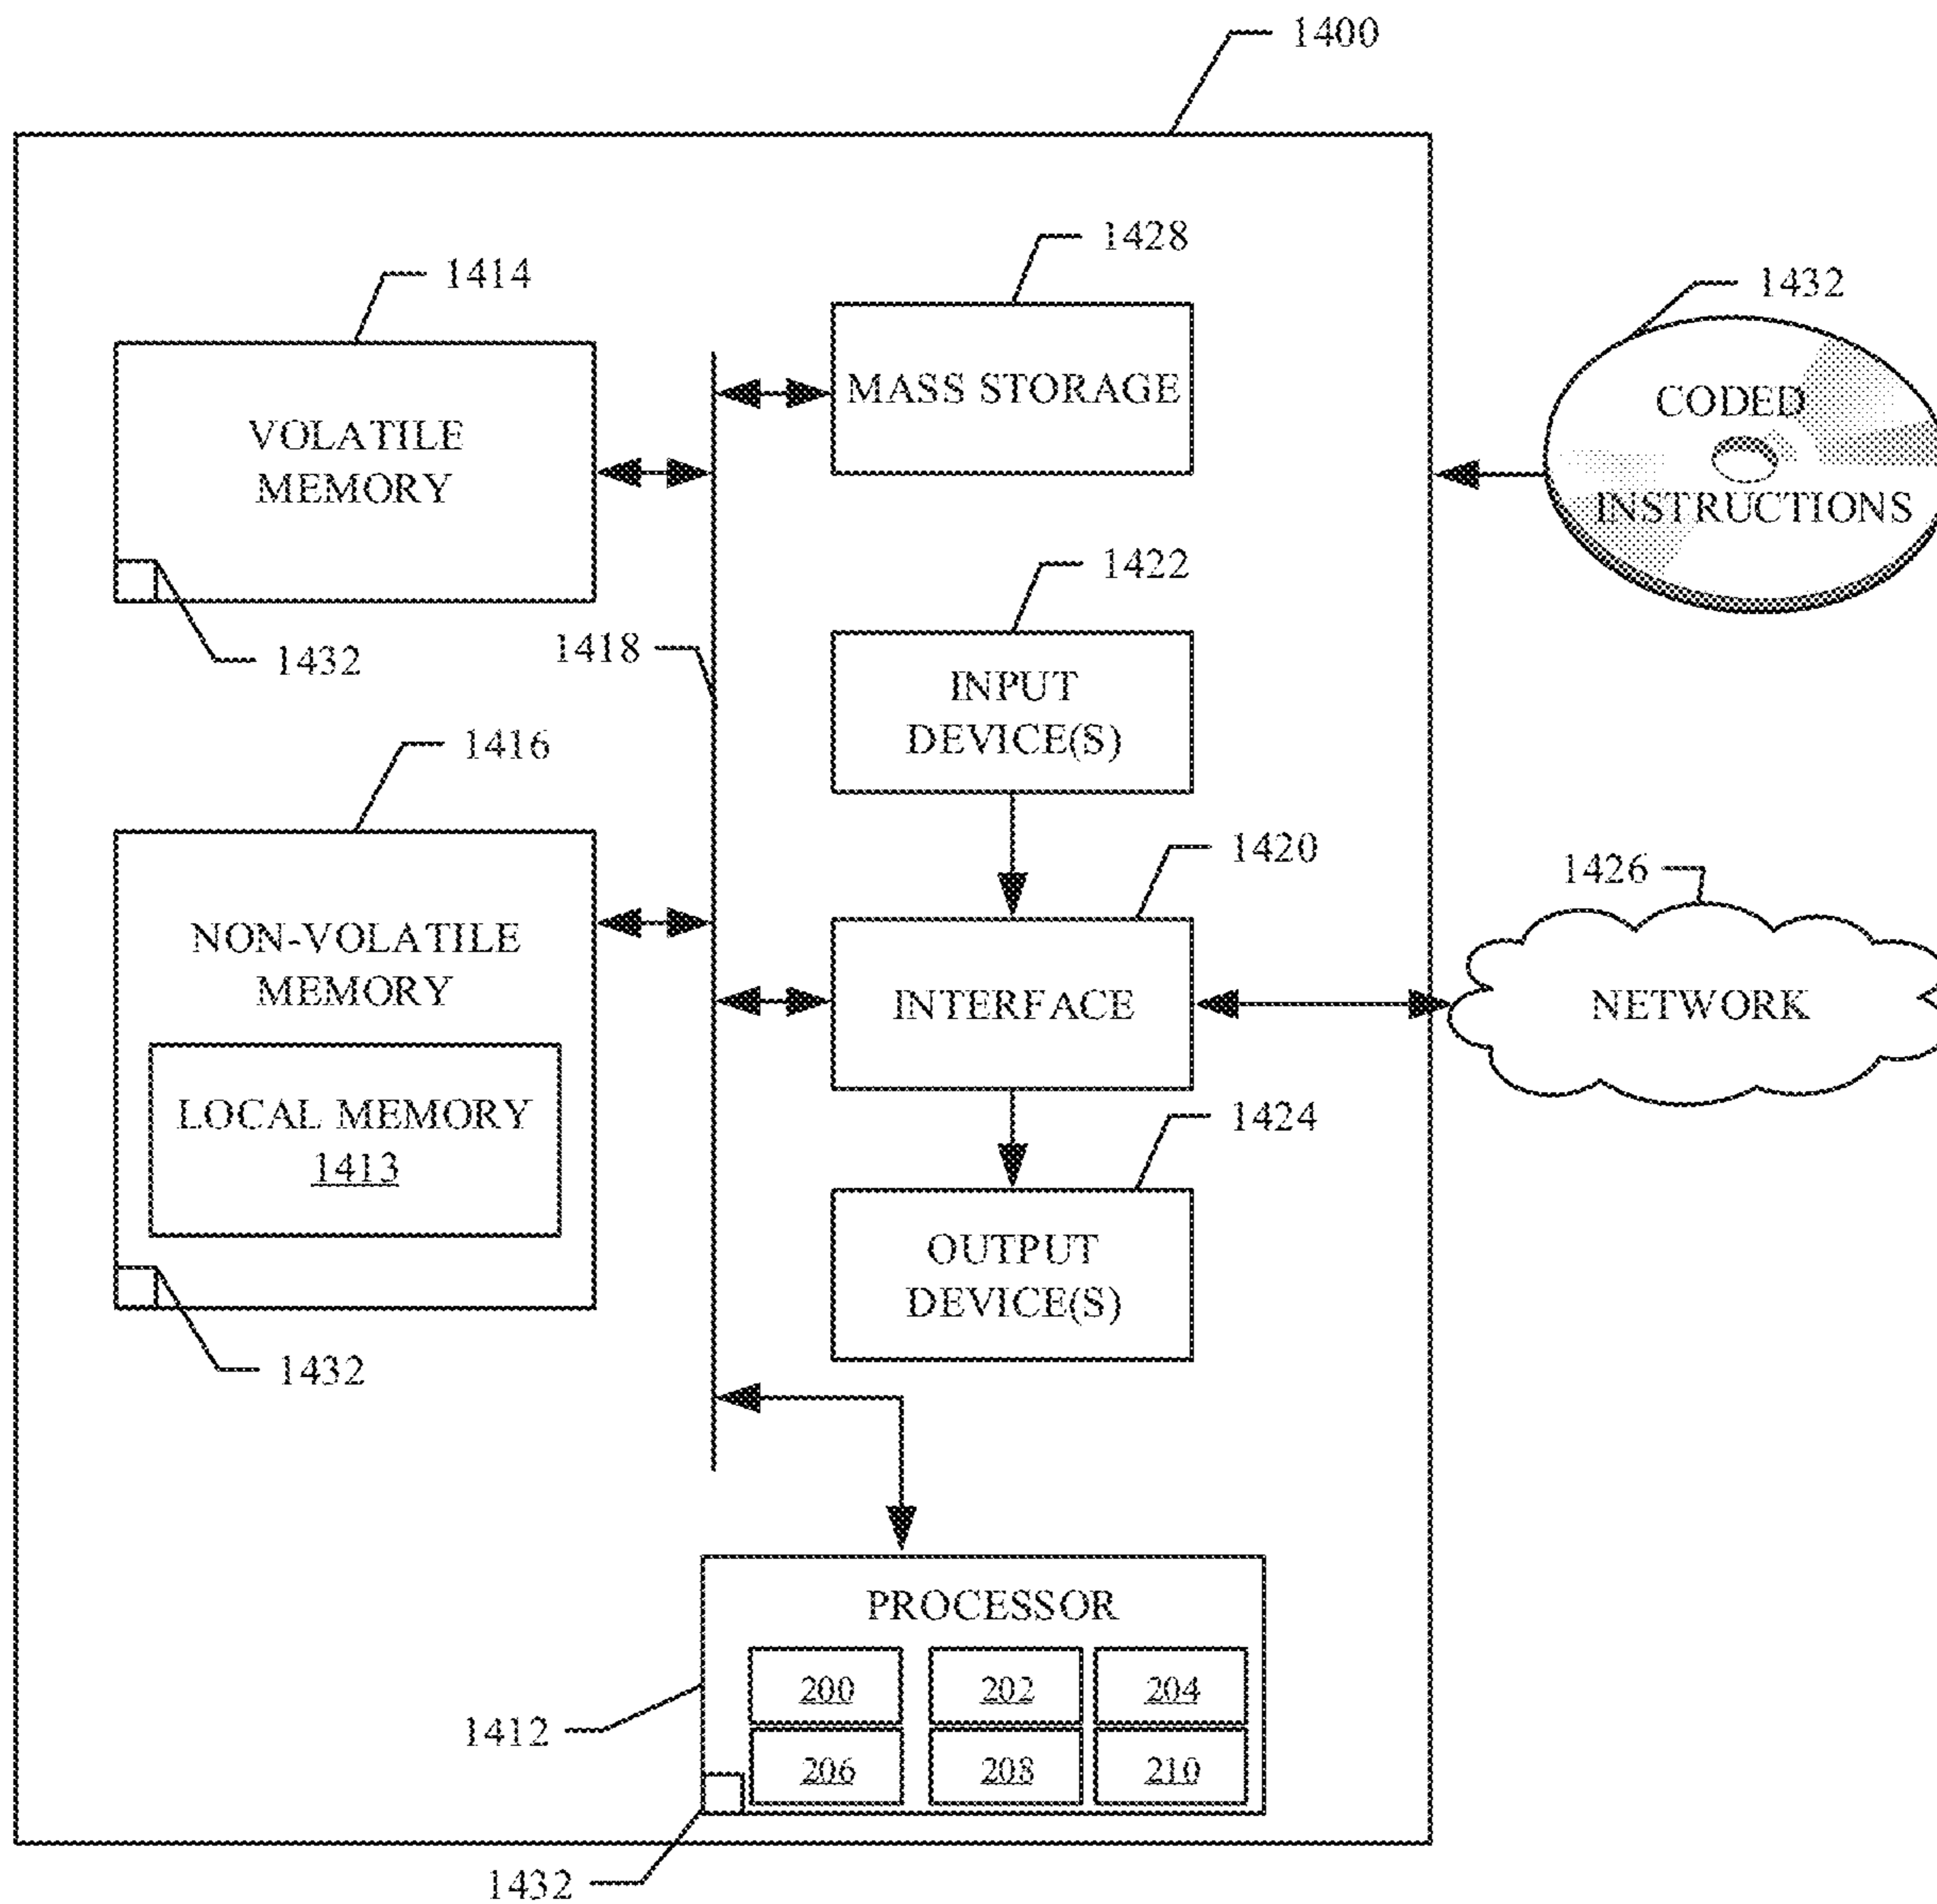 1400
1428
1414
1432
MASS STORAGE
CODED
INSTRUCTIONS
VOLATILE
MEMORY
1422
1432
1418
INPUT
DEVICE(S)
1416
1420
1426
NON-VOLATILE
MEMORY
INTERFACE
NETWORK
LOCAL MEMORY
1413
1424
OUTPUT
DEVICE(S)
1432
PROCESSOR
200
202
204
1412
206
208
210
1432